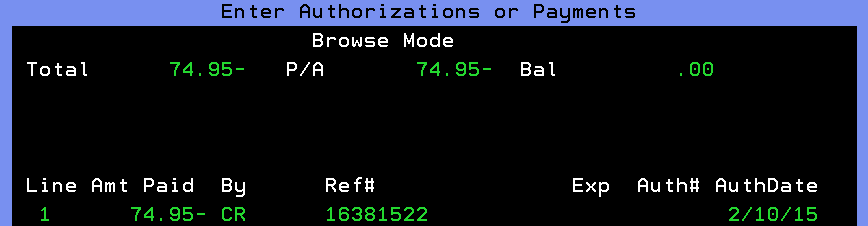 Enter Authorizations or Payments
Browse Mode
Total 74.95- P/A 74.95- Bal .00
Line Amt Paid By Ref# Exp Auth# AuthDate
1 74.95- CR 16381522 2/10/15